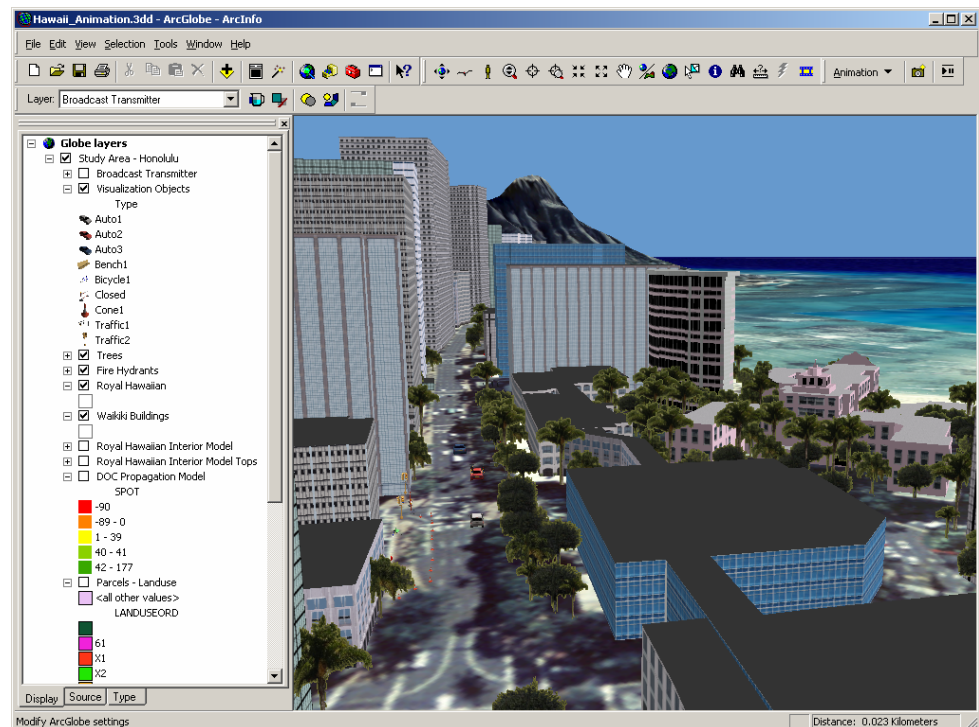 Hawaii_Animation.3dd - ArcGlobe - ArcInfo
File Edit View Selection Tools Window Help
Animation
Layer: Broadcast Transmitter
Globe layers
Study Area - Honolulu
Broadcast Transmitter
Visualization Objects
Type
Auto1
Auto2
Auto3
Bench1
Bicycle1
Closed
Cone1
Traffic1
Traffic2
Trees
Fire Hydrants
Royal Hawaiian
Waikiki Buildings
Royal Hawaiian Interior Model
Royal Hawaiian Interior Model Tops
DOC Propagation Model
SPOT
-90
-89 - 0
1 - 39
40 - 41
42 - 177
Parcels - Landuse
<all other values>
LANDUSEORD
61
X1
X2
Display Source Type
Modify ArcGlobe settings Distance: 0.023 Kilometers